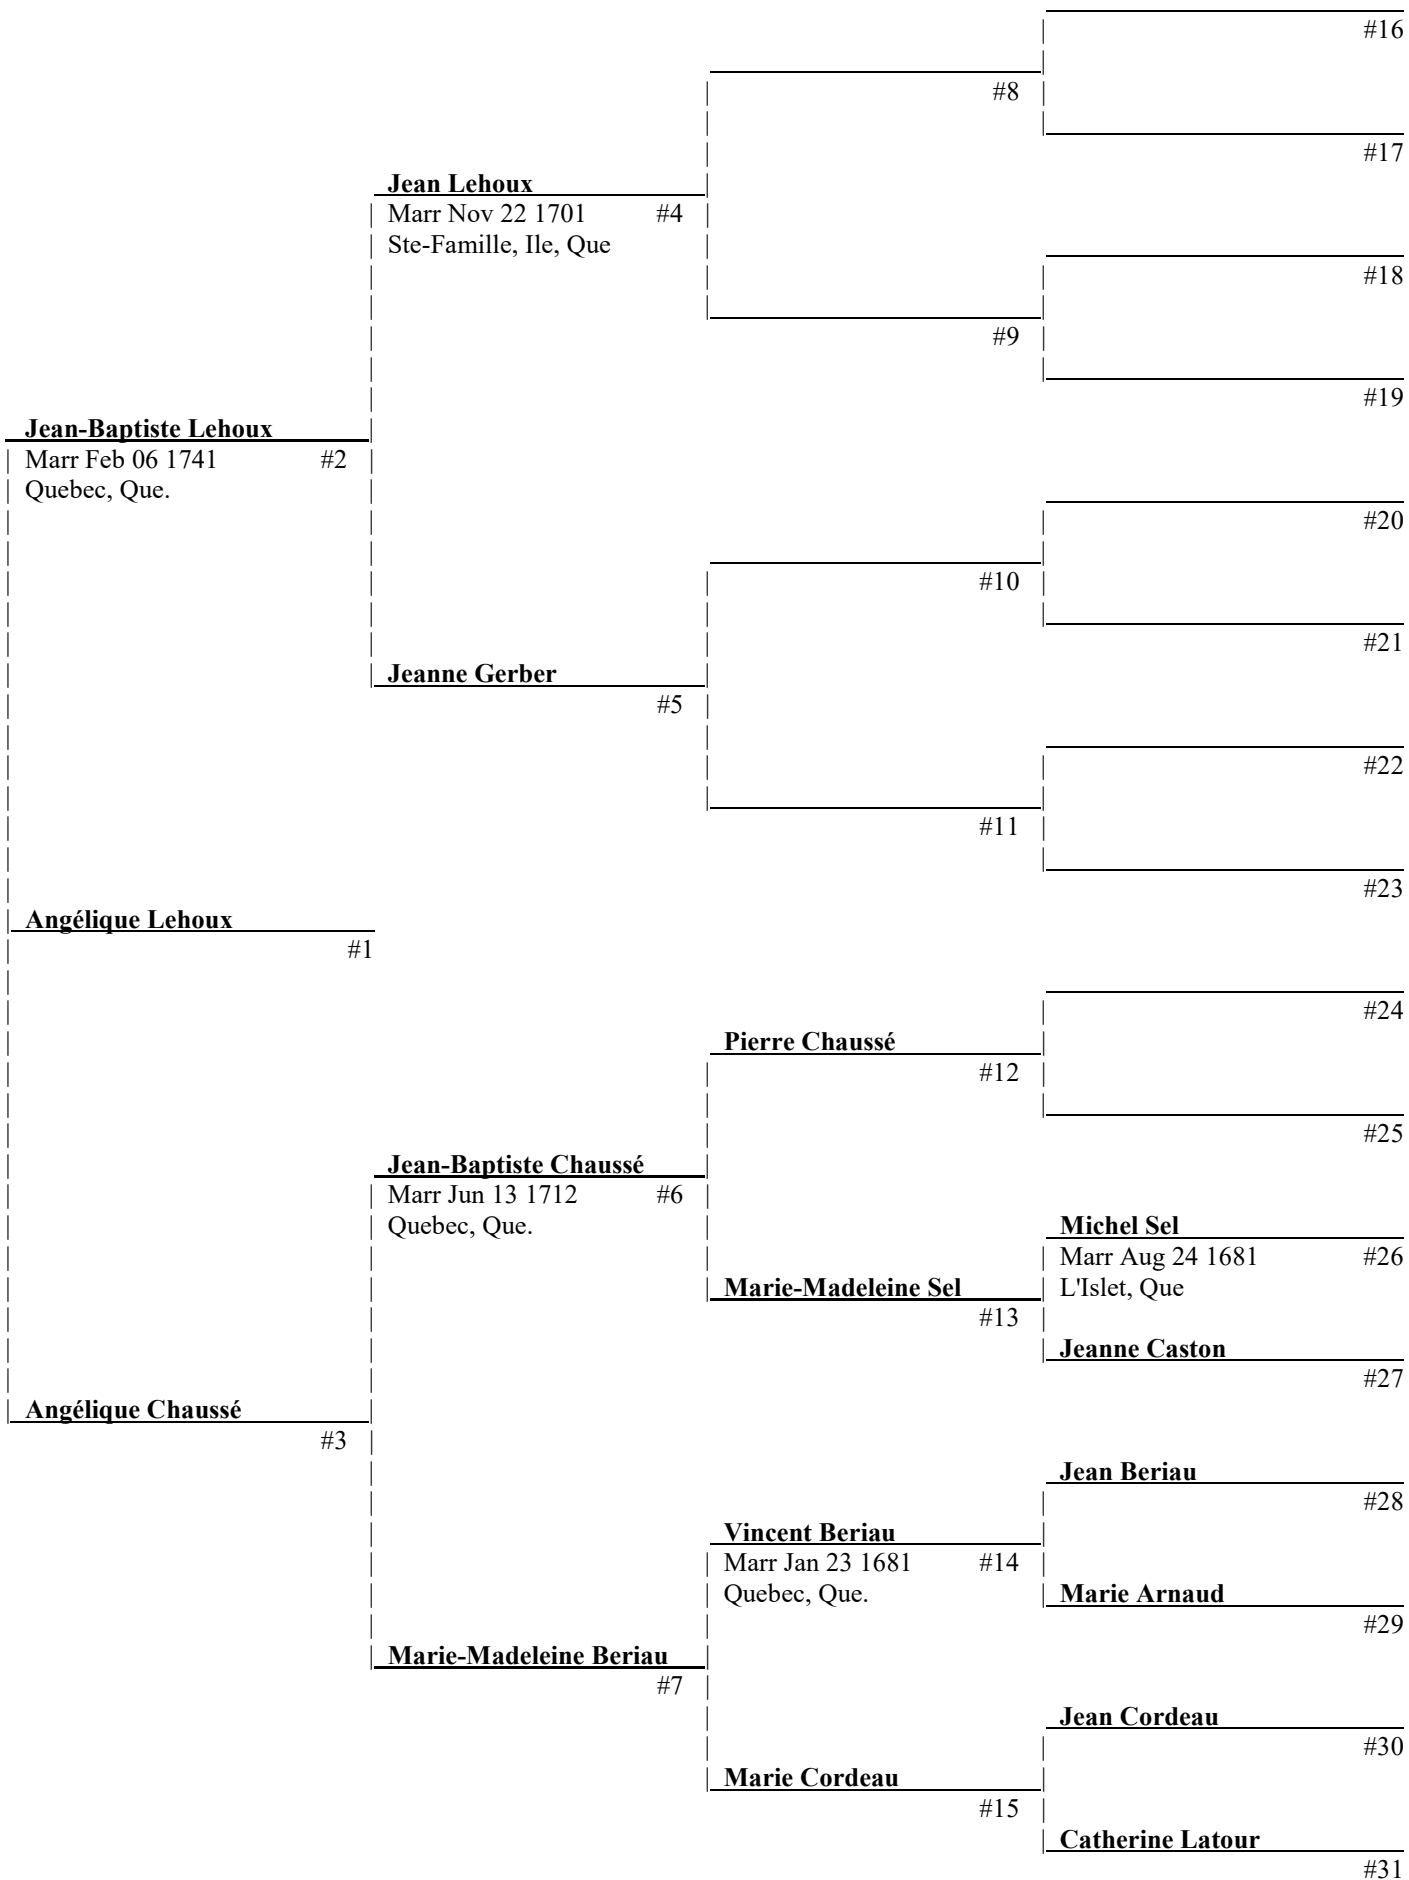 #16
#8
#17
Jean Lehoux
Marr Nov 22 1701 #4
Ste-Famille, Ile, Que
#18
#9
#19
Jean-Baptiste Lehoux
Marr Feb 06 1741 #2
Quebec, Que.
#20
#10
#21
Jeanne Gerber
#5
#22
#11
#23
Angélique Lehoux
#1
#24
Pierre Chaussé
#12
#25
Jean-Baptiste Chaussé
Marr Jun 13 1712 #6
Quebec, Que.
Michel Sel
Marr Aug 24 1681 #26
L'Islet, Que
Marie-Madeleine Sel
#13
Jeanne Caston
#27
Angélique Chaussé
#3
Jean Beriau
#28
Vincent Beriau
Marr Jan 23 1681 #14
Quebec, Que.
Marie Arnaud
#29
Marie-Madeleine Beriau
#7
Jean Cordeau
#30
Marie Cordeau
#15
Catherine Latour
#31